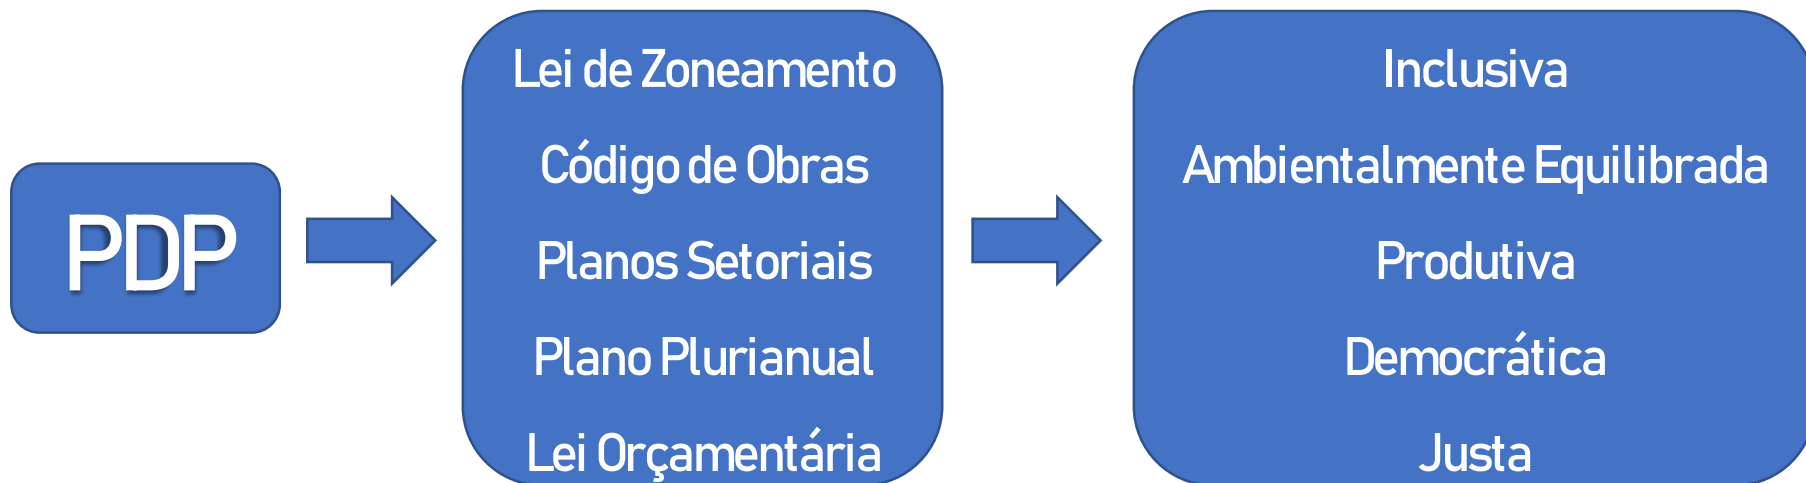 PDP
Lei de Zoneamento
Código de Obras
Planos Setoriais
Plano Plurianual
Lei Orçamentária
Inclusiva
Ambientalmente Equilibrada
Produtiva
Democrática
Justa